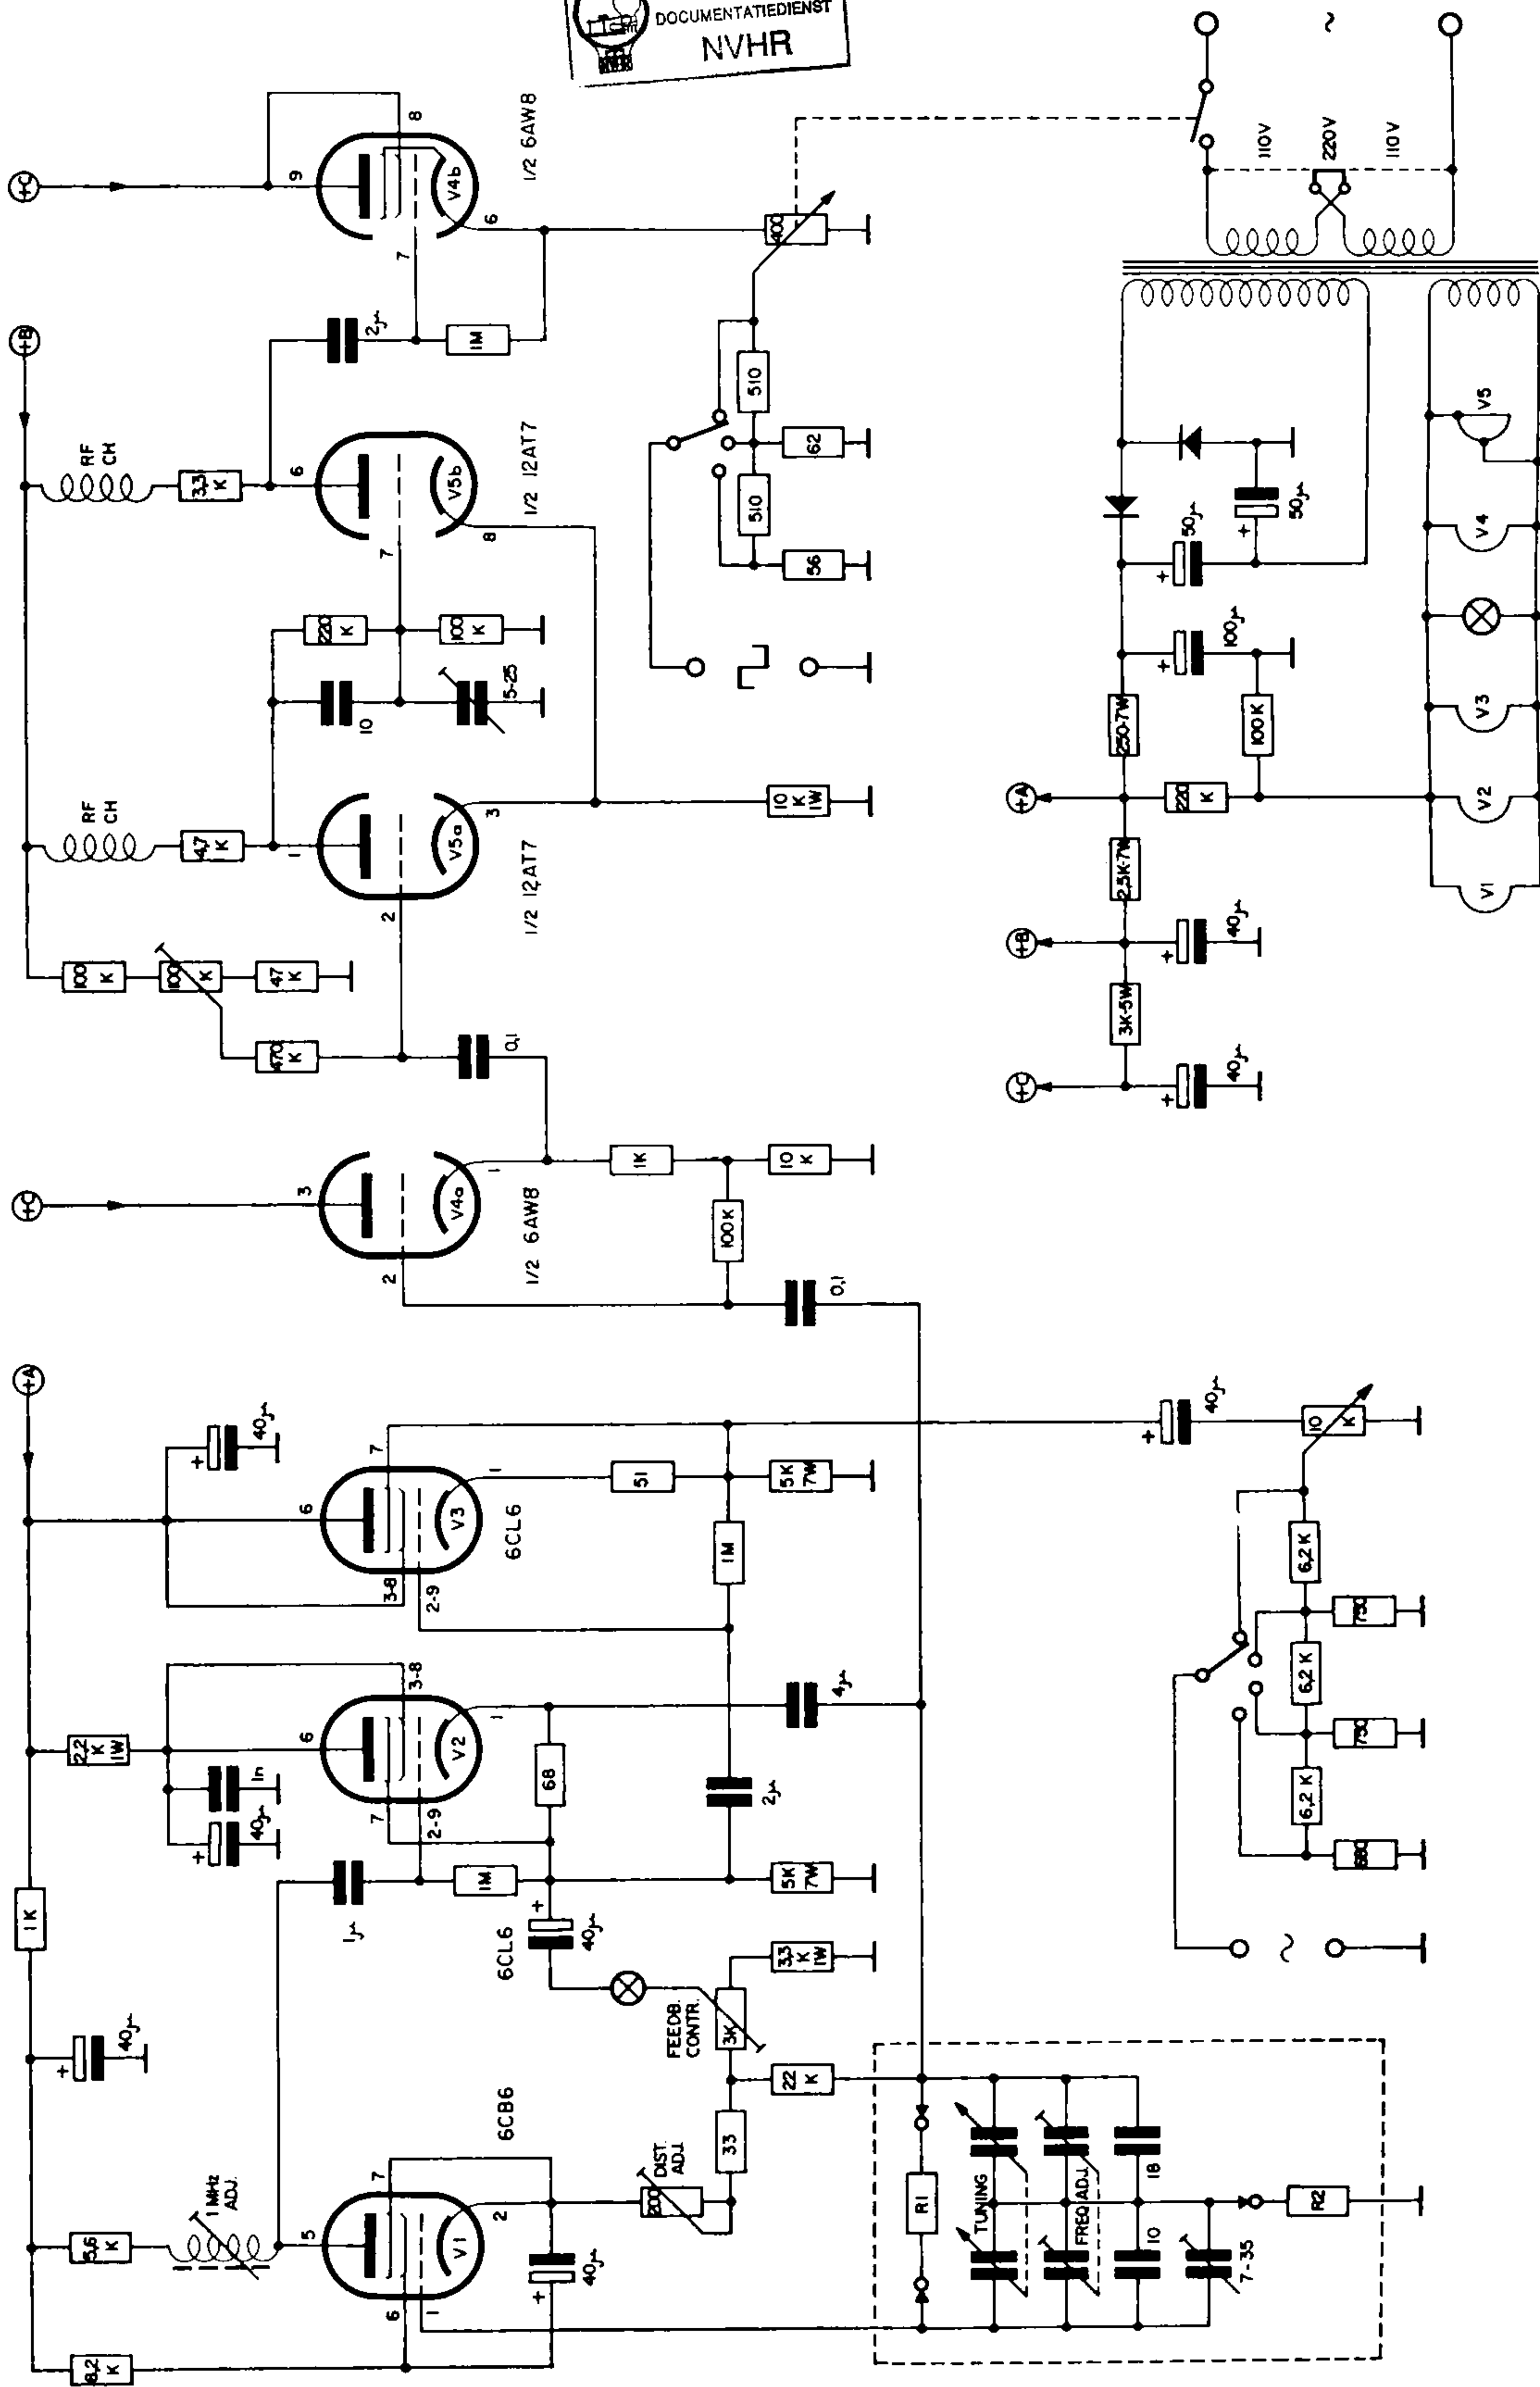 DOCUMENTATIEDIENST
NVHR
+A
8,2
K
5,6
K
1 MHz
ADJ.
40μ
+
1K
2,2
K
1W
+
40μ
1n
40μ
+
5
6
1
7
2
V1
6CB6
+
40μ
200
DIST.
ADJ.
33
3K
FEEDB.
CONTR.
33
K
1W
22
K
1μ
1M
+
40μ
6CL6
6
7
2-9
3-8
1
V2
68
5K
7W
2μ
4μ
6
3-8
2-9
7
1
V3
6CL6
51
1M
5K
7W
R1
TUNING
FREQ ADJ.
10
18
7-35
R2
+
40μ
10
K
6,2 K
6,2 K
6,2 K
750
750
680
~
+C
3
2
1
V4a
1/2 6AW8
1K
10
K
100K
0,1
0,1
470
K
100
K
100
K
47
K
+B
RF
CH
4,7
K
1
2
3
V5a
1/2 12AT7
10
K
1W
10
5-25
220
K
100
K
RF
CH
3,3
K
6
7
8
V5b
1/2 12AT7
2μ
1M
+C
9
8
7
6
V4b
1/2 6AW8
400
510
510
62
56
+C
+B
+A
3K-5W
2,5K-7W
250-7W
+
40μ
+
40μ
220
K
100K
+
100μ
+
50μ
+
50μ
V1
V2
V3
V4
V5
110V
220V
110V
~